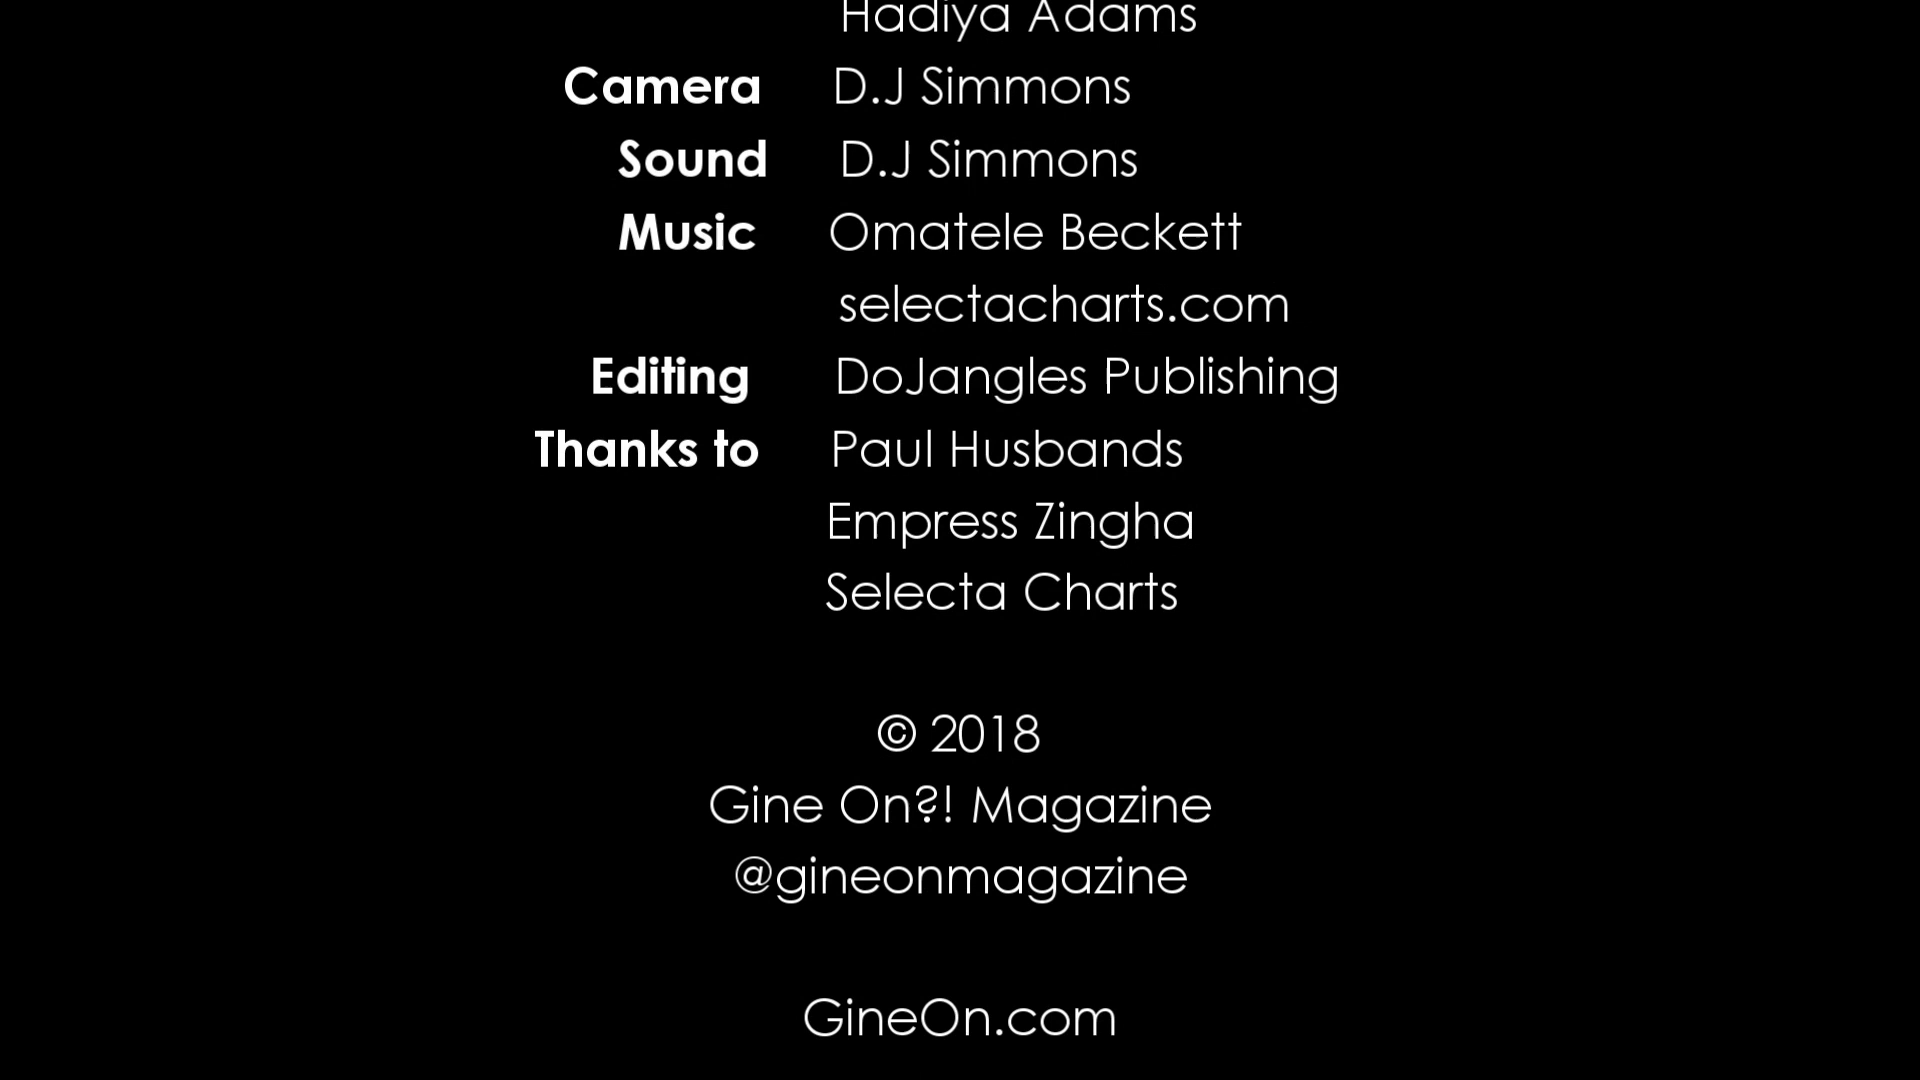 Hadiya Adams
Camera D.J Simmons
Sound D.J Simmons
Music Omatele Beckett
selectacharts.com
Editing DoJangles Publishing
Thanks to Paul Husbands
Empress Zingha
Selecta Charts
© 2018
Gine On?! Magazine
@gineonmagazine
GineOn.com